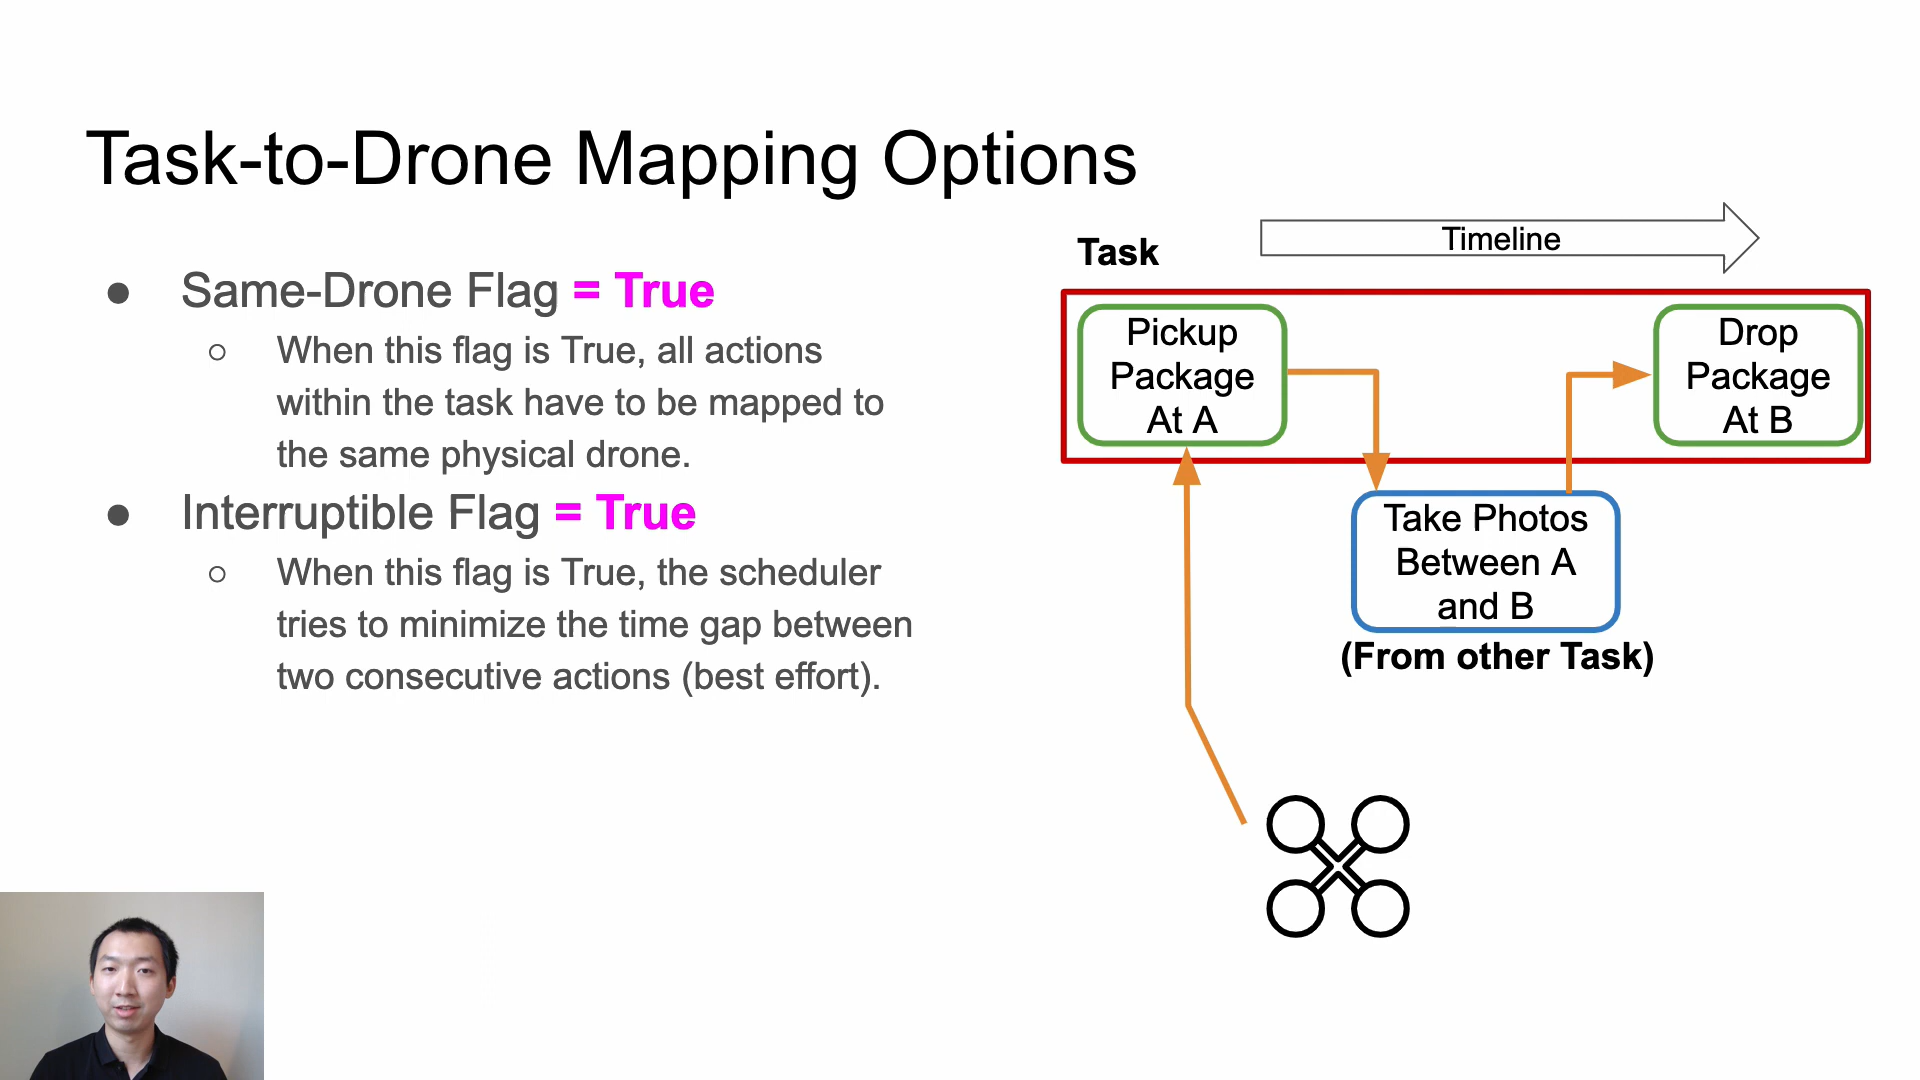 Task-to-Drone Mapping Options
● Same-Drone Flag = True
○ When this flag is True, all actions
within the task have to be mapped to
the same physical drone.
● Interruptible Flag = True
○ When this flag is True, the scheduler
tries to minimize the time gap between
two consecutive actions (best effort).
Timeline
Task
Pickup
Package
At A
Drop
Package
At B
Take Photos
Between A
and B
(From other Task)